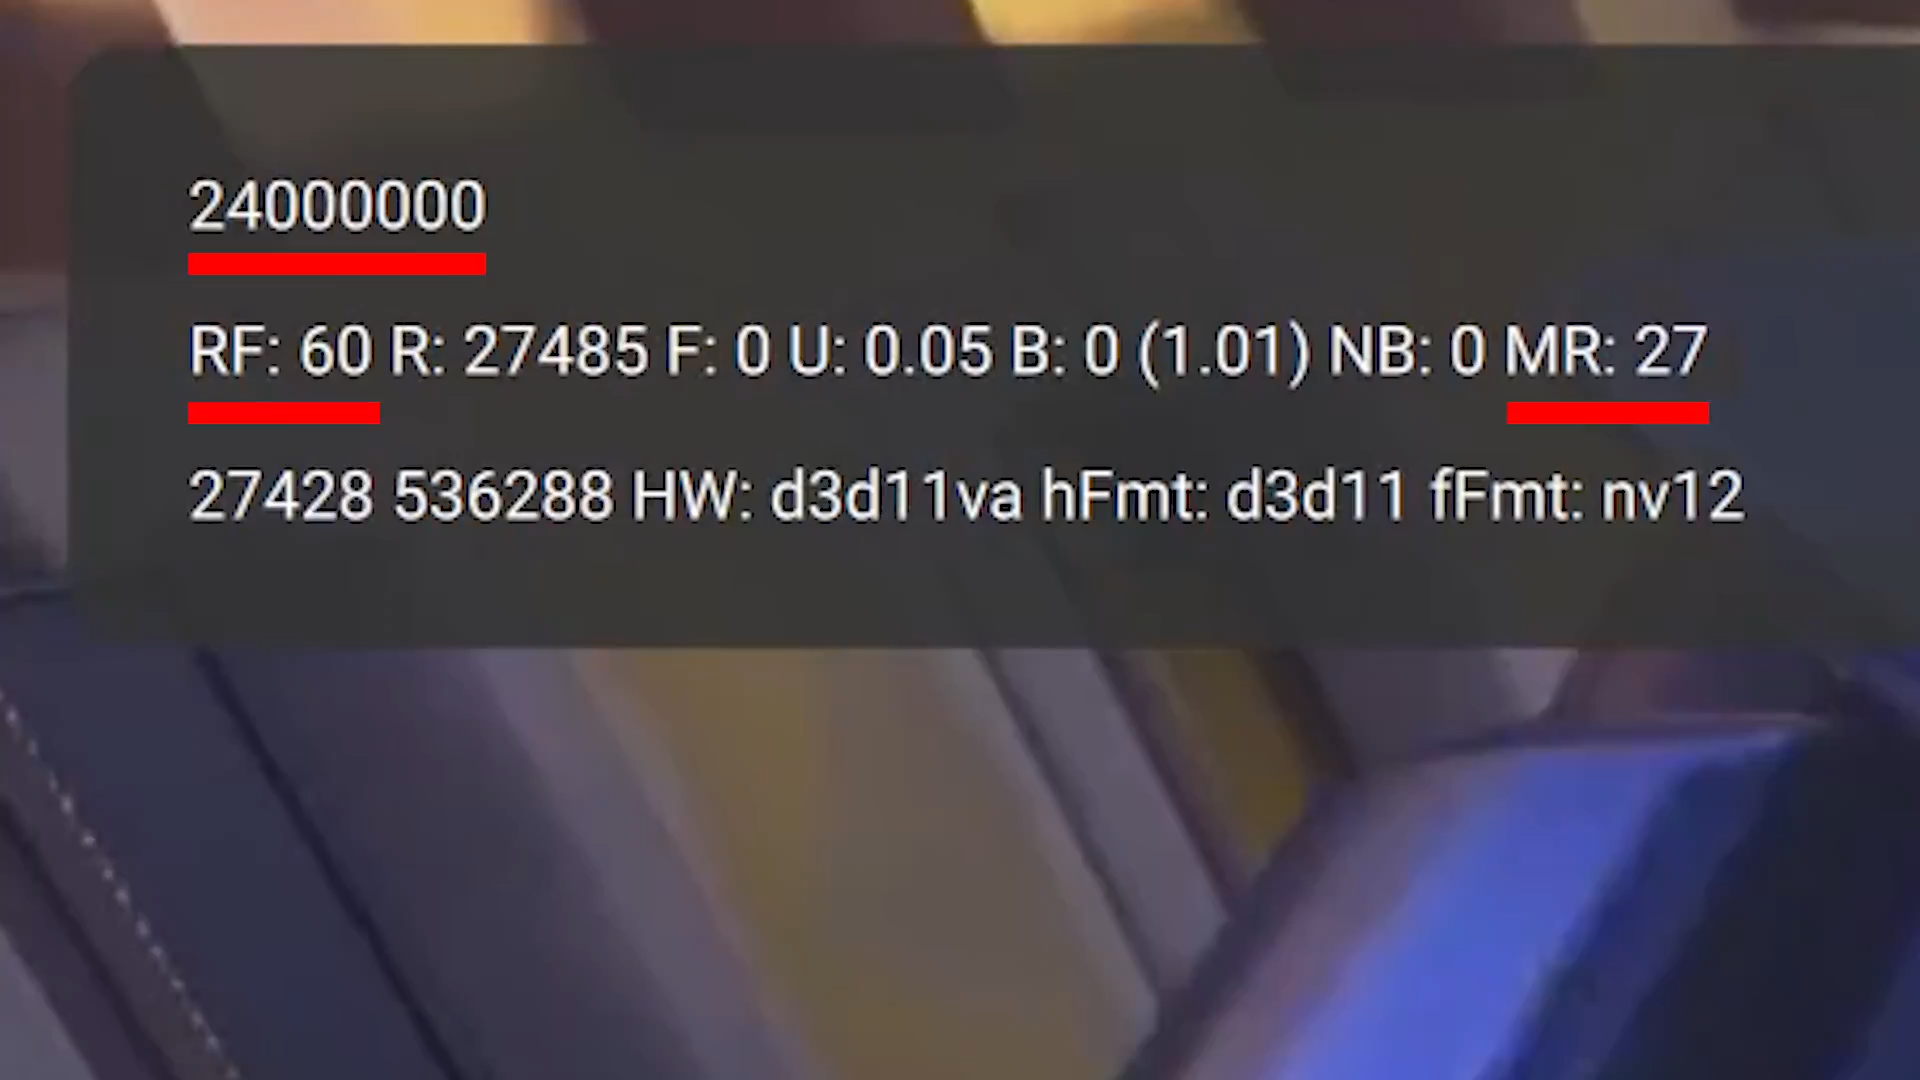 24000000
RF: 60 R: 27485 F: 0 U: 0.05 B: 0 (1.01) NB: 0 MR: 27
27428 536288 HW: d3d11va hFmt: d3d11 fFmt: nv12